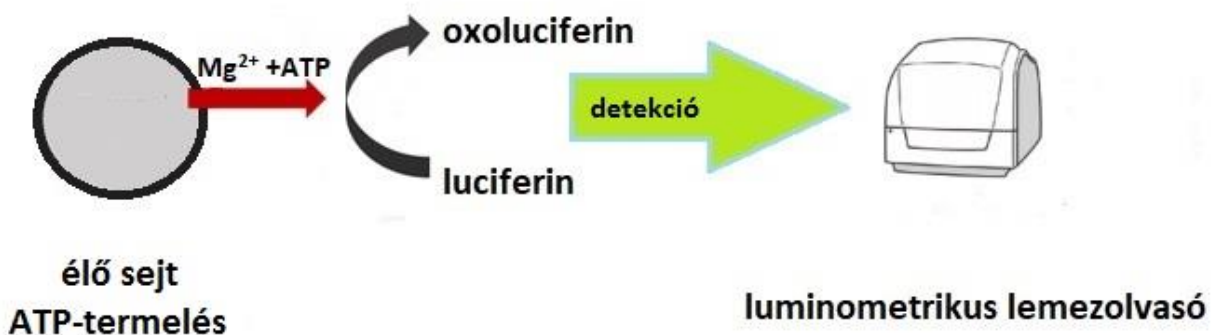 oxoluciferin
Mg²⁺ +ATP
detekció
luciferin
élő sejt
ATP-termelés
luminometrikus lemezolvasó